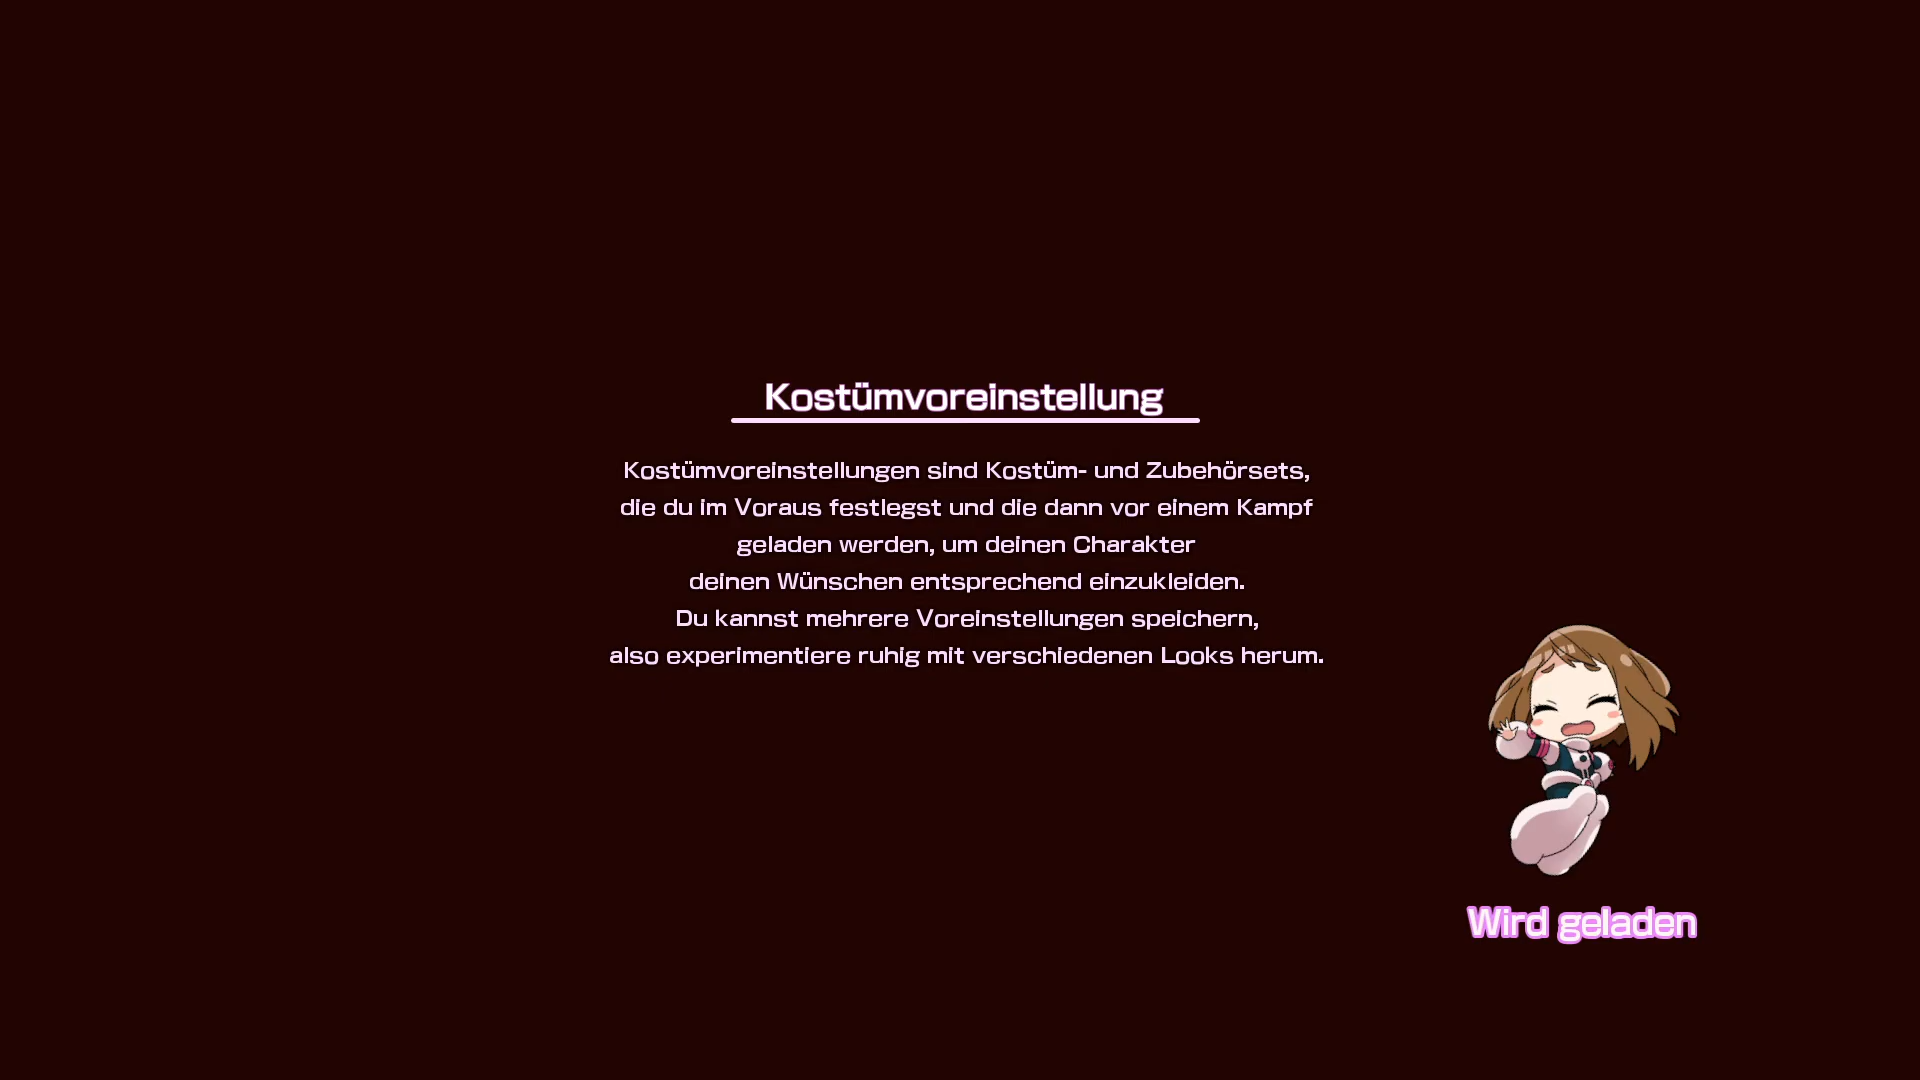 Kostümvoreinstellung
Kostümvoreinstellungen sind Kostüm- und Zubehörsets,
die du im Voraus festlegst und die dann vor einem Kampf
geladen werden, um deinen Charakter
deinen Wünschen entsprechend einzukleiden.
Du kannst mehrere Voreinstellungen speichern,
also experimentiere ruhig mit verschiedenen Looks herum.
Wird geladen